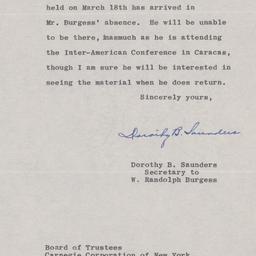 held on March 18th has arrived in
Mr. Burgess' absence. He will be unable
to be there, inasmuch as he is attending
the Inter-American Conference in Caracas,
though I am sure he will be interested in
seeing the material when he does return.
Sincerely yours,
Dorothy B. Saunders
Dorothy B. Saunders
Secretary to
W. Randolph Burgess
Board of Trustees
Carnegie Corporation of New York